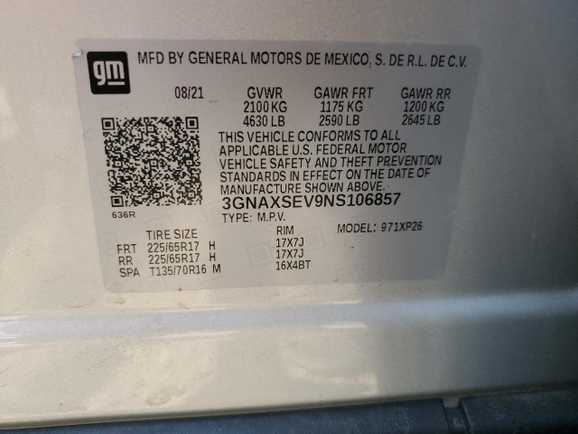 gm
MFD BY GENERAL MOTORS DE MEXICO, S. DE R.L. DE C.V.
08/21 GVWR GAWR FRT GAWR RR
2100 KG 1175 KG 1200 KG
4630 LB 2590 LB 2645 LB
THIS VEHICLE CONFORMS TO ALL
APPLICABLE U.S. FEDERAL MOTOR
VEHICLE SAFETY AND THEFT PREVENTION
STANDARDS IN EFFECT ON THE DATE OF
MANUFACTURE SHOWN ABOVE.
636R
3GNAXSEV9NS106857
TYPE: M.P.V. MODEL: 971XP26
TIRE SIZE RIM
FRT 225/65R17 H 17X7J
RR 225/65R17 H 17X7J
SPA T135/70R16 M 16X4BT